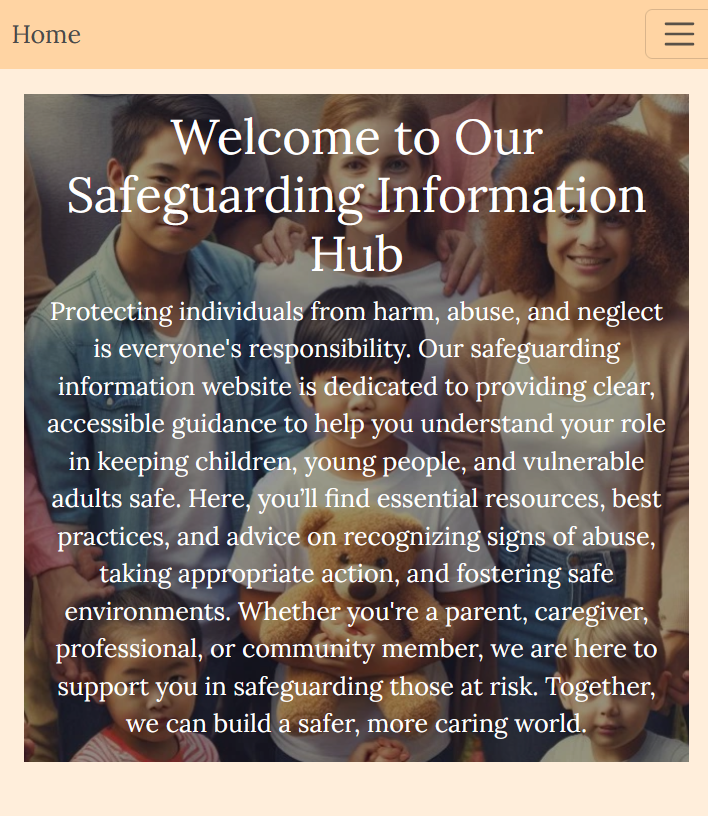 Home
Welcome to Our
Safeguarding Information
Hub
Protecting individuals from harm, abuse, and neglect
is everyone's responsibility. Our safeguarding
information website is dedicated to providing clear,
accessible guidance to help you understand your role
in keeping children, young people, and vulnerable
adults safe. Here, you’ll find essential resources, best
practices, and advice on recognizing signs of abuse,
taking appropriate action, and fostering safe
environments. Whether you're a parent, caregiver,
professional, or community member, we are here to
support you in safeguarding those at risk. Together,
we can build a safer, more caring world.